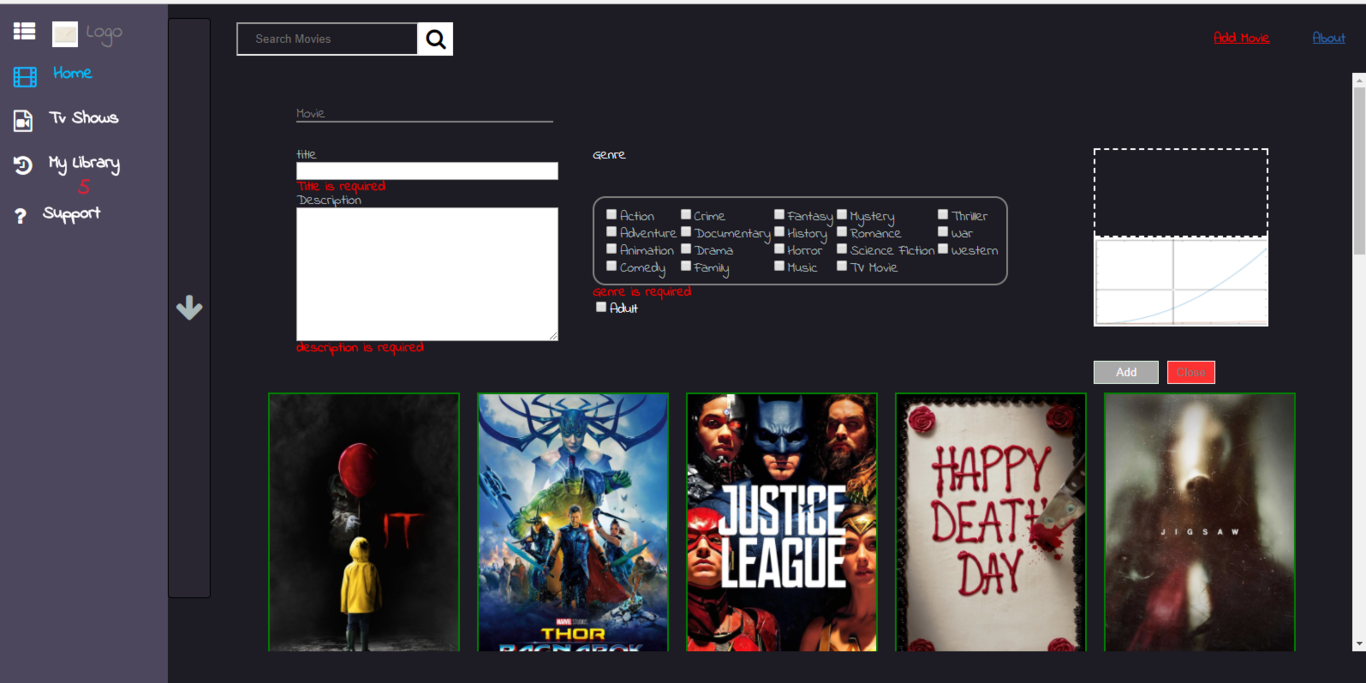 Logo
Home
Tv Shows
My Library
5
Support
Search Movies
Add Movie
About
Movie
title
Title is required
Description
description is required
Genre
Action Crime Fantasy Mystery Thriller
Adventure Documentary History Romance War
Animation Drama Horror Science Fiction Western
Comedy Family Music TV Movie
Genre is required
Adult
Add Close
IT
MARVEL STUDIOS
THOR
RAGNAROK
JUSTICE
LEAGUE
HAPPY
DEATH
DAY
JIGSAW